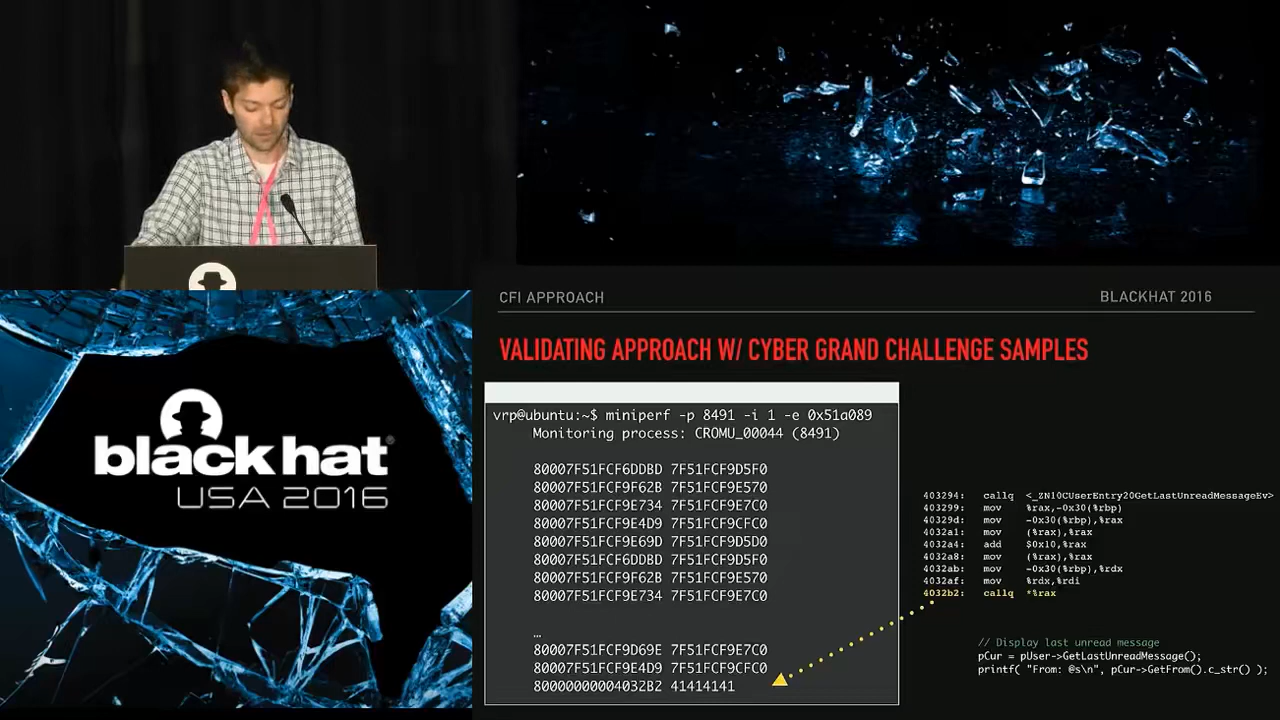 black hat®
USA 2016
CFI APPROACH
BLACKHAT 2016
VALIDATING APPROACH W/ CYBER GRAND CHALLENGE SAMPLES
vrp@ubuntu:~$ miniperf -p 8491 -i 1 -e 0x51a089
Monitoring process: CROMU_00044 (8491)
80007F51FCF6DDBD 7F51FCF9D5F0
80007F51FCF9F62B 7F51FCF9E570
80007F51FCF9E734 7F51FCF9E7C0
80007F51FCF9E4D9 7F51FCF9CFC0
80007F51FCF9E69D 7F51FCF9D5D0
80007F51FCF6DDBD 7F51FCF9D5F0
80007F51FCF9F62B 7F51FCF9E570
80007F51FCF9E734 7F51FCF9E7C0
…
80007F51FCF9D69E 7F51FCF9E7C0
80007F51FCF9E4D9 7F51FCF9CFC0
80000000004032B2 41414141
403294: callq <_ZN10CUserEntry20GetLastUnreadMessageEv>
403299: mov %rax,-0x30(%rbp)
40329d: mov -0x30(%rbp),%rax
4032a1: mov (%rax),%rax
4032a4: add $0x10,%rax
4032a8: mov (%rax),%rax
4032ab: mov -0x30(%rbp),%rdx
4032af: mov %rdx,%rdi
4032b2: callq *%rax
// Display last unread message
pCur = pUser->GetLastUnreadMessage();
printf( "From: @s\n", pCur->GetFrom().c_str() );